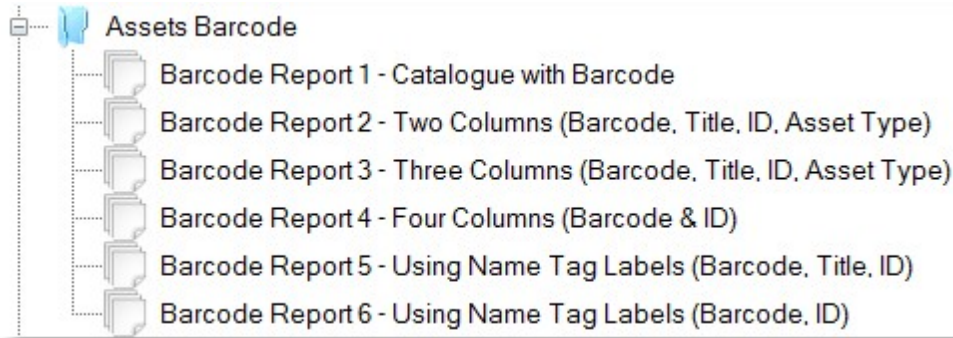 Assets Barcode
Barcode Report 1 - Catalogue with Barcode
Barcode Report 2 - Two Columns (Barcode, Title, ID, Asset Type)
Barcode Report 3 - Three Columns (Barcode, Title, ID, Asset Type)
Barcode Report 4 - Four Columns (Barcode & ID)
Barcode Report 5 - Using Name Tag Labels (Barcode, Title, ID)
Barcode Report 6 - Using Name Tag Labels (Barcode, ID)